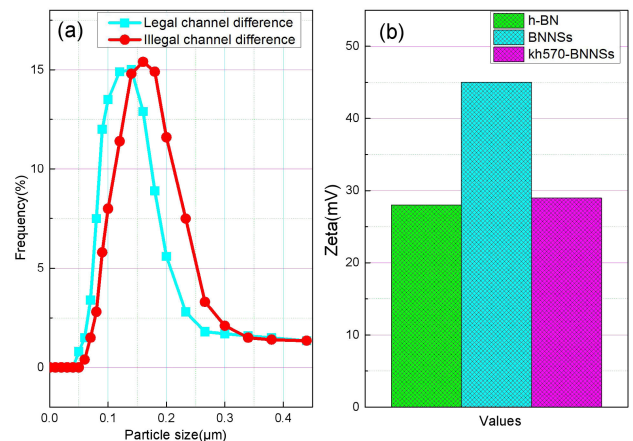 (a)
Legal channel difference
Illegal channel difference
15
10
5
0
Frequency(%)
0.0 0.1 0.2 0.3 0.4
Particle size(μm)
(b)
h-BN
BNNSs
kh570-BNNSs
50
40
30
20
10
0
Zeta(mV)
Values